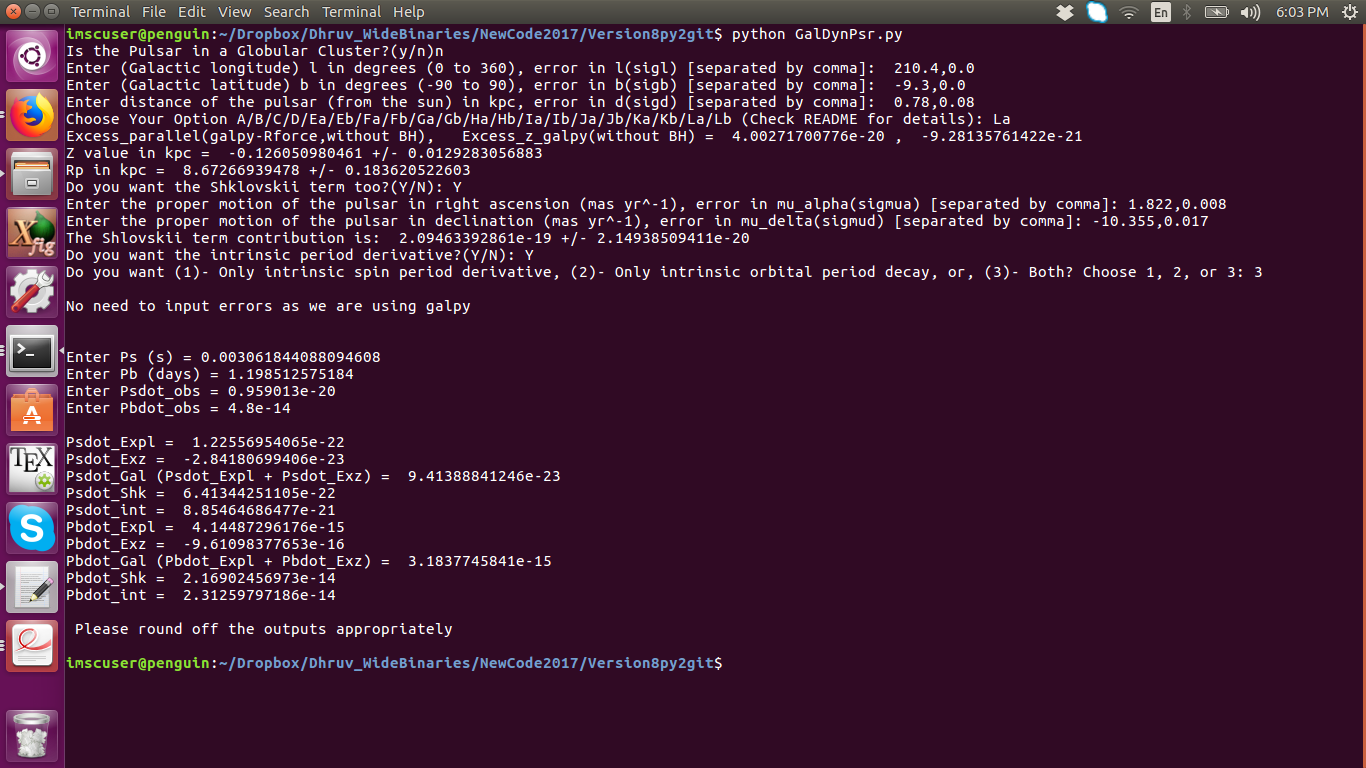 Terminal File Edit View Search Terminal Help En 6:03 PM
imscuser@penguin:~/Dropbox/Dhruv_WideBinaries/NewCode2017/Version8py2git$ python GalDynPsr.py
Is the Pulsar in a Globular Cluster?(y/n)n
Enter (Galactic longitude) l in degrees (0 to 360), error in l(sigl) [separated by comma]:  210.4,0.0
Enter (Galactic latitude) b in degrees (-90 to 90), error in b(sigb) [separated by comma]:  -9.3,0.0
Enter distance of the pulsar (from the sun) in kpc, error in d(sigd) [separated by comma]:  0.78,0.08
Choose Your Option A/B/C/D/Ea/Eb/Fa/Fb/Ga/Gb/Ha/Hb/Ia/Ib/Ja/Jb/Ka/Kb/La/Lb (Check README for details): La
Excess_parallel(galpy-Rforce,without BH),   Excess_z_galpy(without BH) =  4.00271700776e-20 ,  -9.28135761422e-21
Z value in kpc =  -0.126050980461 +/- 0.0129283056883
Rp in kpc =  8.67266939478 +/- 0.183620522603
Do you want the Shklovskii term too?(Y/N): Y
Enter the proper motion of the pulsar in right ascension (mas yr^-1), error in mu_alpha(sigmua) [separated by comma]: 1.822,0.008
Enter the proper motion of the pulsar in declination (mas yr^-1), error in mu_delta(sigmud) [separated by comma]: -10.355,0.017
The Shlovskii term contribution is:  2.09463392861e-19 +/- 2.14938509411e-20
Do you want the intrinsic period derivative?(Y/N): Y
Do you want (1)- Only intrinsic spin period derivative, (2)- Only intrinsic orbital period decay, or, (3)- Both? Choose 1, 2, or 3: 3
No need to input errors as we are using galpy
Enter Ps (s) = 0.003061844088094608
Enter Pb (days) = 1.198512575184
Enter Psdot_obs = 0.959013e-20
Enter Pbdot_obs = 4.8e-14
Psdot_Expl =  1.22556954065e-22
Psdot_Exz =  -2.84180699406e-23
Psdot_Gal (Psdot_Expl + Psdot_Exz) =  9.41388841246e-23
Psdot_Shk =  6.41344251105e-22
Psdot_int =  8.85464686477e-21
Pbdot_Expl =  4.14487296176e-15
Pbdot_Exz =  -9.61098377653e-16
Pbdot_Gal (Pbdot_Expl + Pbdot_Exz) =  3.1837745841e-15
Pbdot_Shk =  2.16902456973e-14
Pbdot_int =  2.31259797186e-14
Please round off the outputs appropriately
imscuser@penguin:~/Dropbox/Dhruv_WideBinaries/NewCode2017/Version8py2git$
X
fig
>_
A
TEX
S